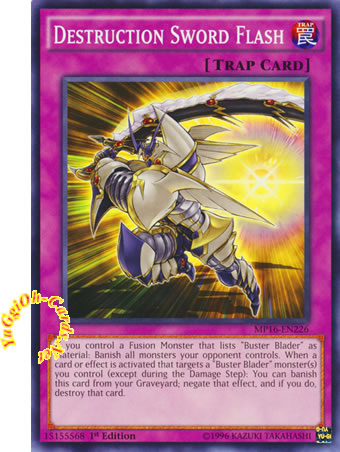 DESTRUCTION SWORD FLASH
TRAP
罠
[TRAP CARD]
MP16-EN226
you control a Fusion Monster that lists "Buster Blader" as
material: Banish all monsters your opponent controls. When a
card or effect is activated that targets a "Buster Blader" monster(s)
you control (except during the Damage Step): You can banish
this card from your Graveyard; negate that effect, and if you do,
destroy that card.
15155568 1st Edition ©1996 KAZUKI TAKAHASHI